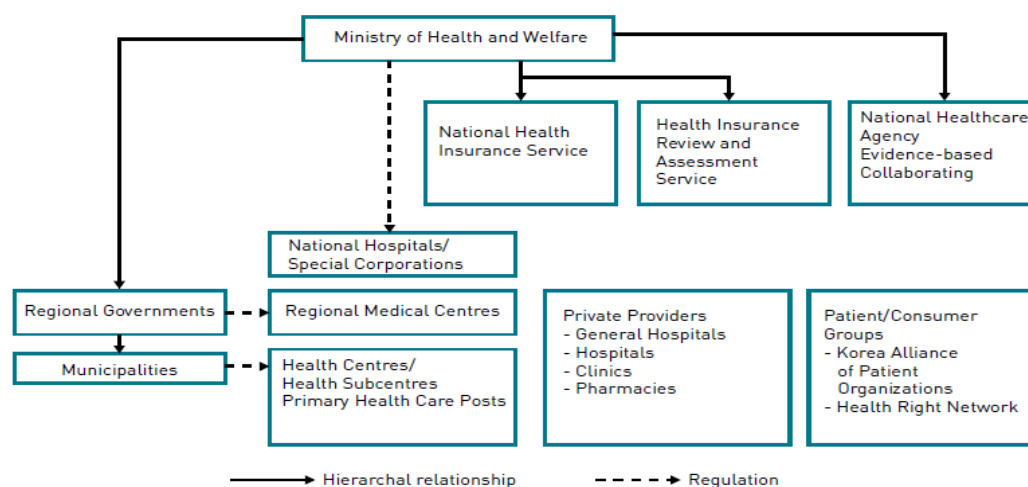 Ministry of Health and Welfare
National Health
Insurance Service
Health Insurance
Review and
Assessment
Service
National Healthcare
Agency
Evidence-based
Collaborating
National Hospitals/
Special Corporations
Regional Governments
Regional Medical Centres
Municipalities
Health Centres/
Health Subcentres
Primary Health Care Posts
Private Providers
- General Hospitals
- Hospitals
- Clinics
- Pharmacies
Patient/Consumer
Groups
- Korea Alliance
of Patient
Organizations
- Health Right Network
Hierarchal relationship
Regulation